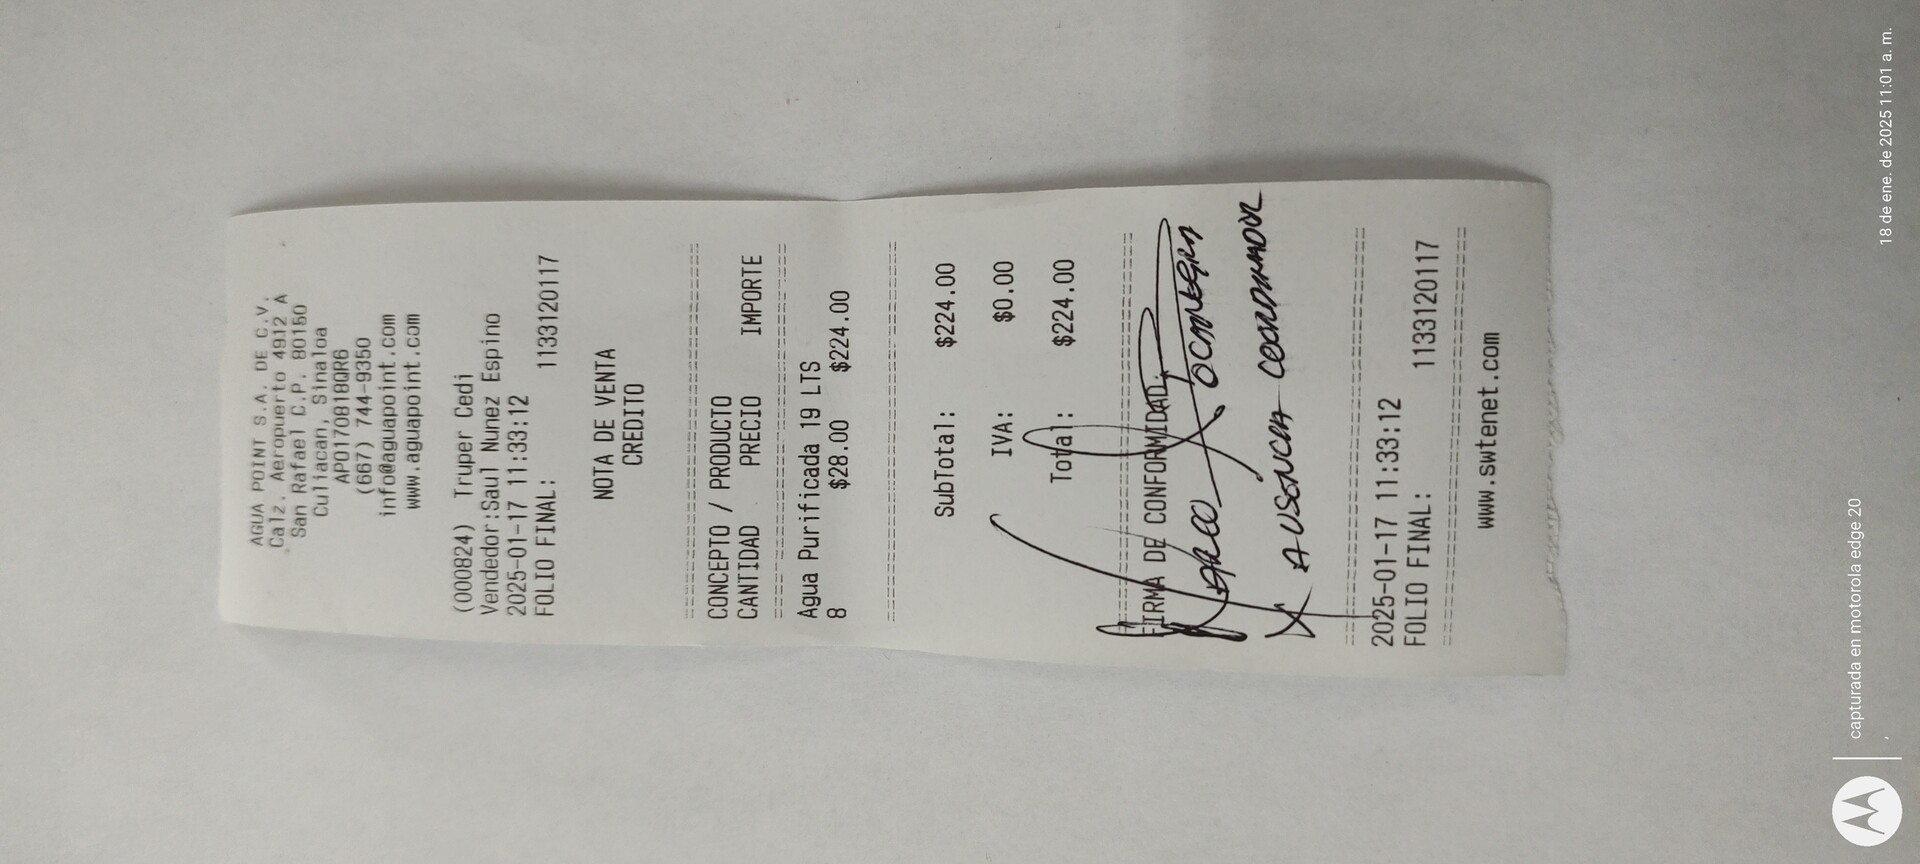 AGUA POINT S.A. DE C.V.
Calz. Aeropuerto 4912 A
San Rafael C.P. 80150
Culiacan, Sinaloa
APO170818QR6
(667) 744-9350
info@aguapoint.com
www.aguapoint.com
(000824) Truper Cedi
Vendedor:Saul Nunez Espino
2025-01-17 11:33:12
FOLIO FINAL: 1133120117
NOTA DE VENTA
CREDITO
CONCEPTO / PRODUCTO
CANTIDAD PRECIO IMPORTE
Agua Purificada 19 LTS
8 $28.00 $224.00
SubTotal: $224.00
IVA: $0.00
Total: $224.00
FIRMA DE CONFORMIDAD:
MARCO
AUSENCIA COORDINADOR
2025-01-17 11:33:12
FOLIO FINAL: 1133120117
www.swtenet.com
capturada en motorola edge 20
18 de ene. de 2025 11:01 a. m.